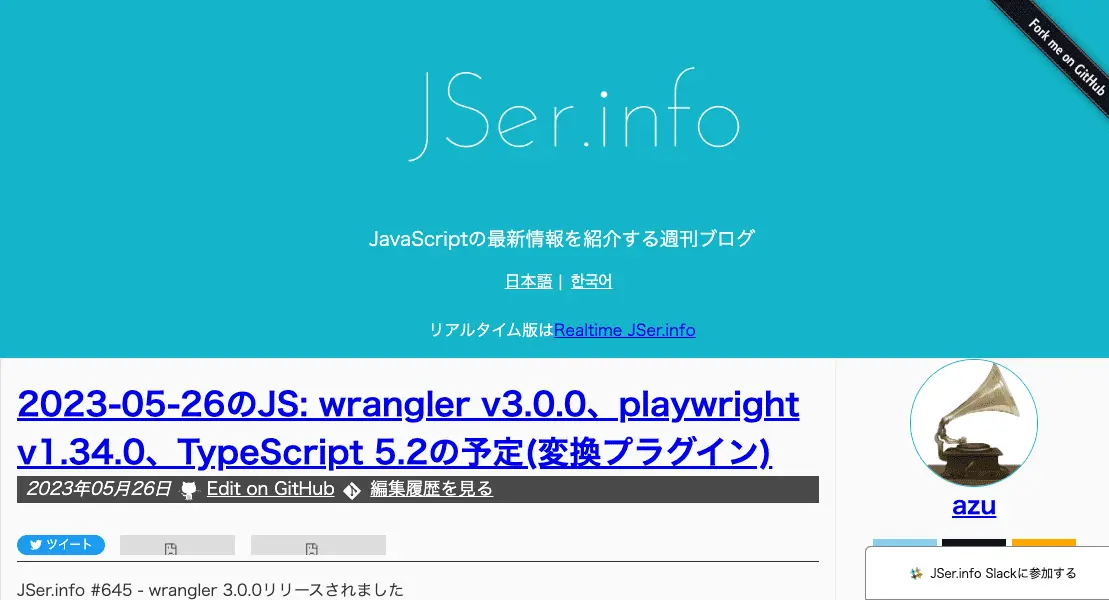 Fork me on GitHub
JSer.info
JavaScriptの最新情報を紹介する週刊ブログ
日本語 | 한국어
リアルタイム版はRealtime JSer.info
2023-05-26のJS: wrangler v3.0.0、playwright
v1.34.0、TypeScript 5.2の予定(変換プラグイン)
2023年05月26日 Edit on GitHub 編集履歴を見る
ツイート
JSer.info #645 - wrangler 3.0.0リリースされました
azu
JSer.info Slackに参加する